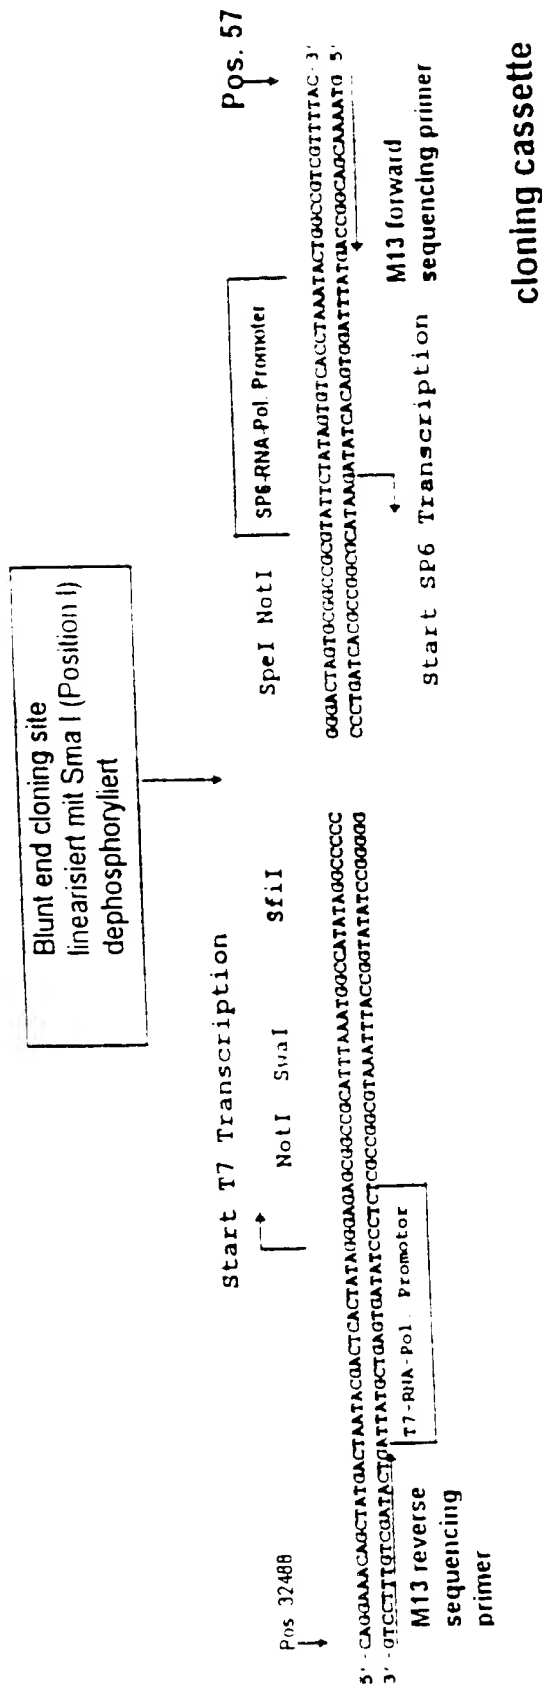 Blunt end cloning site
linearisiert mit Sma I (Position I)
dephosphoryliert
Start T7 Transcription
NotI SwaI SfiI
SpeI NotI
SP6-RNA-Pol. Promoter
Pos. 57
Pos 32488
5'-CAGGAAACAGCTATGACTAATACGACTCACTATAGGGAGAGCGGCCGCATTTAAATGGCCATATAGGCCCCC
GGGACTAGTGCGGCCGCGTATTCTATAGTGTCACCTAAATACTGGCCGTCGTTTTAC-3'
3'-GTCCTTTGTCGATACTGATTATGCTGAGTGATATCCCTCTCGCCGGCGTAAATTTACCGGTATATCCGGGGG
CCCTGATCACGCCGGCGCATAAGATATCACAGTGGATTTATGACCGGCAGCAAAATG 5'
T7-RNA-Pol. Promotor
M13 reverse
sequencing
primer
Start SP6 Transcription
M13 forward
sequencing primer
cloning cassette